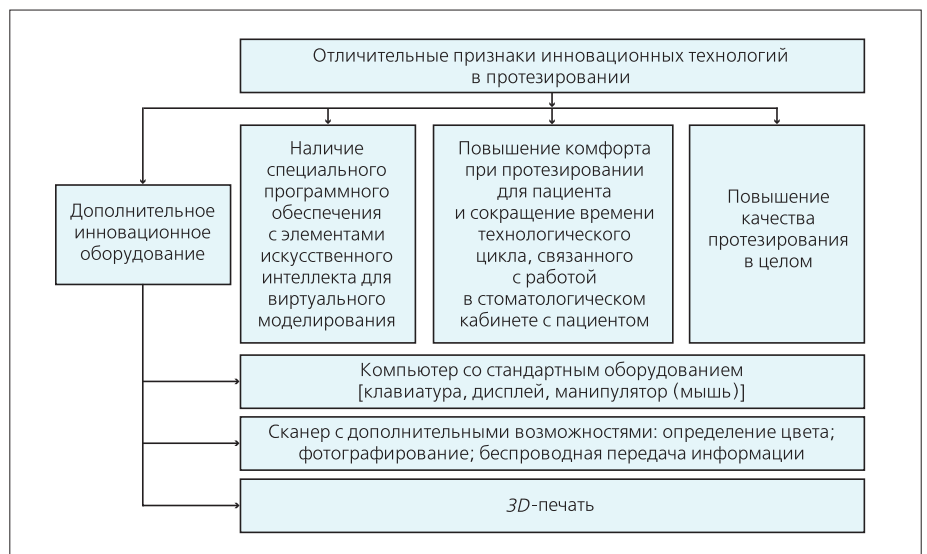 Отличительные признаки инновационных технологий
в протезировании
Дополнительное
инновационное
оборудование
Наличие
специального
программного
обеспечения
с элементами
искусственного
интеллекта для
виртуального
моделирования
Повышение комфорта
при протезировании
для пациента
и сокращение времени
технологического
цикла, связанного
с работой
в стоматологическом
кабинете с пациентом
Повышение
качества
протезирования
в целом
Компьютер со стандартным оборудованием
[клавиатура, дисплей, манипулятор (мышь)]
Сканер с дополнительными возможностями: определение цвета;
фотографирование; беспроводная передача информации
3D-печать